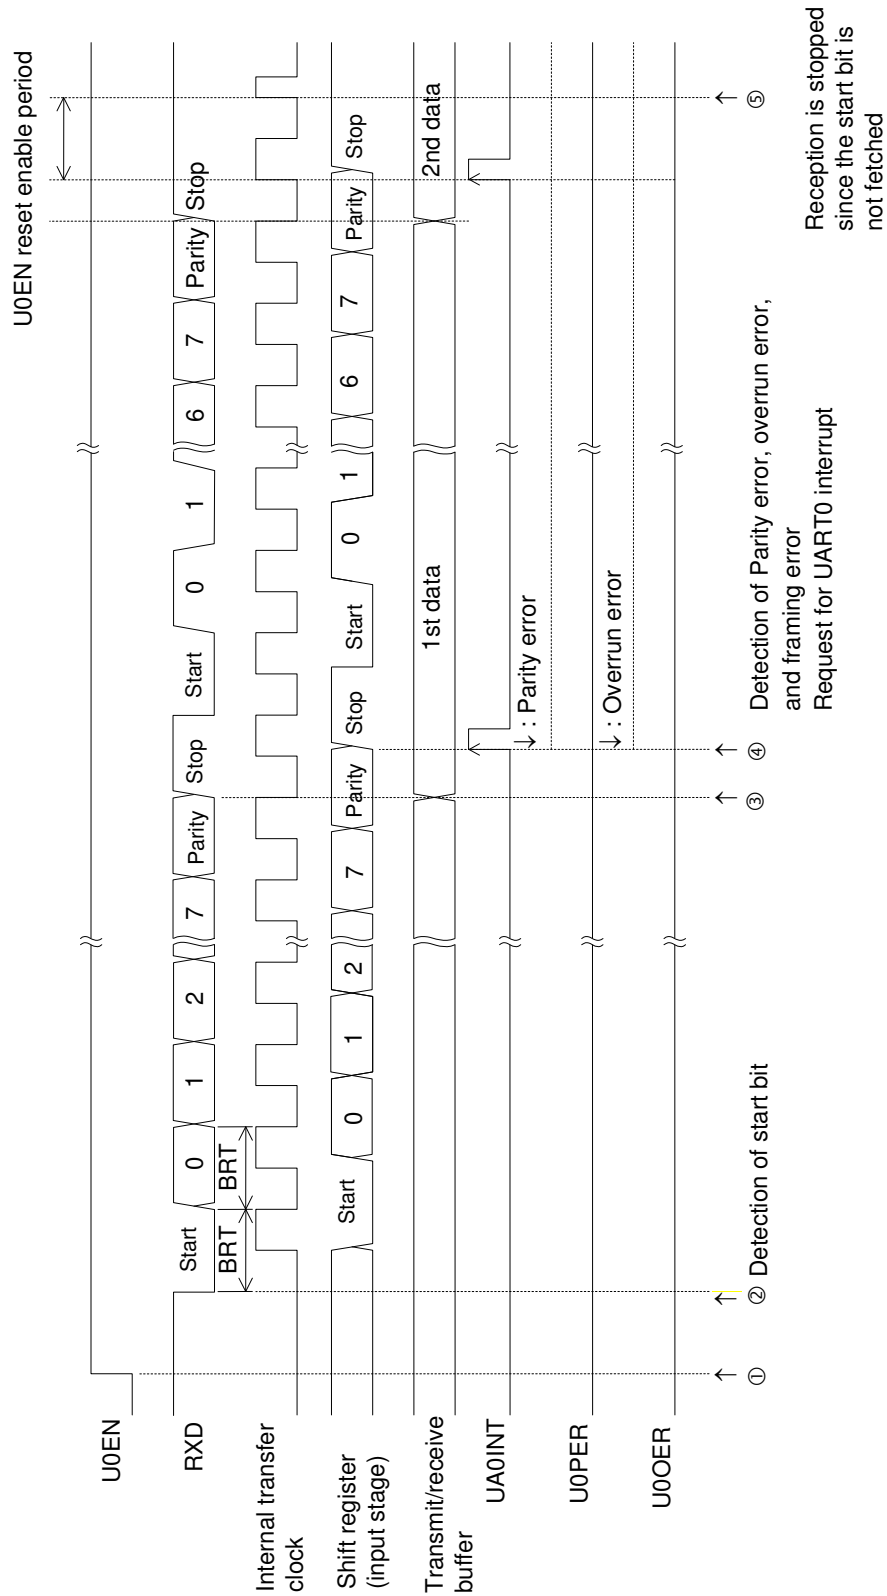 U0EN reset enable period
U0EN
RXD
Start
0
1
2
7
Parity
Stop
Start
0
1
6
7
Parity
Stop
BRT
BRT
Internal transfer
clock
Shift register
(input stage)
Start
0
1
2
7
Parity
Stop
Start
0
1
6
7
Parity
Stop
Transmit/receive
buffer
1st data
2nd data
UA0INT
↓ : Parity error
U0PER
↓ : Overrun error
U0OER
①
② Detection of start bit
③
④
⑤
Detection of Parity error, overrun error,
and framing error
Request for UART0 interrupt
Reception is stopped
since the start bit is
not fetched